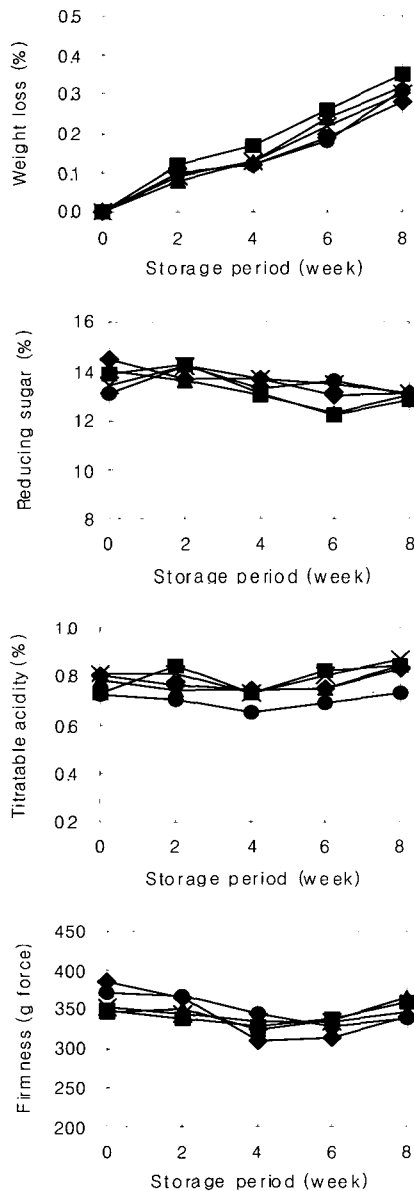 Weight loss (%)
0.5
0.4
0.3
0.2
0.1
0.0
0 2 4 6 8
Storage period (week)
Reducing sugar (%)
16
14
12
10
8
0 2 4 6 8
Storage period (week)
Titratable acidity (%)
1.0
0.8
0.6
0.4
0.2
0 2 4 6 8
Storage period (week)
Firmness (g force)
450
400
350
300
250
200
0 2 4 6 8
Storage period (week)